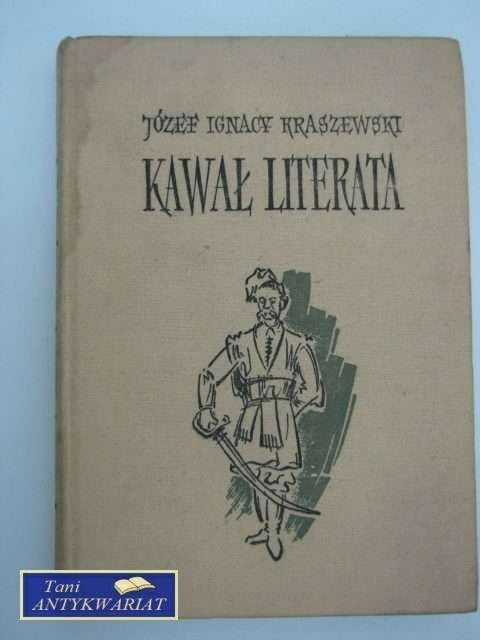 JÓZEF IGNACY KRASZEWSKI
KAWAŁ LITERATA
Tani
ANTYKWARIAT